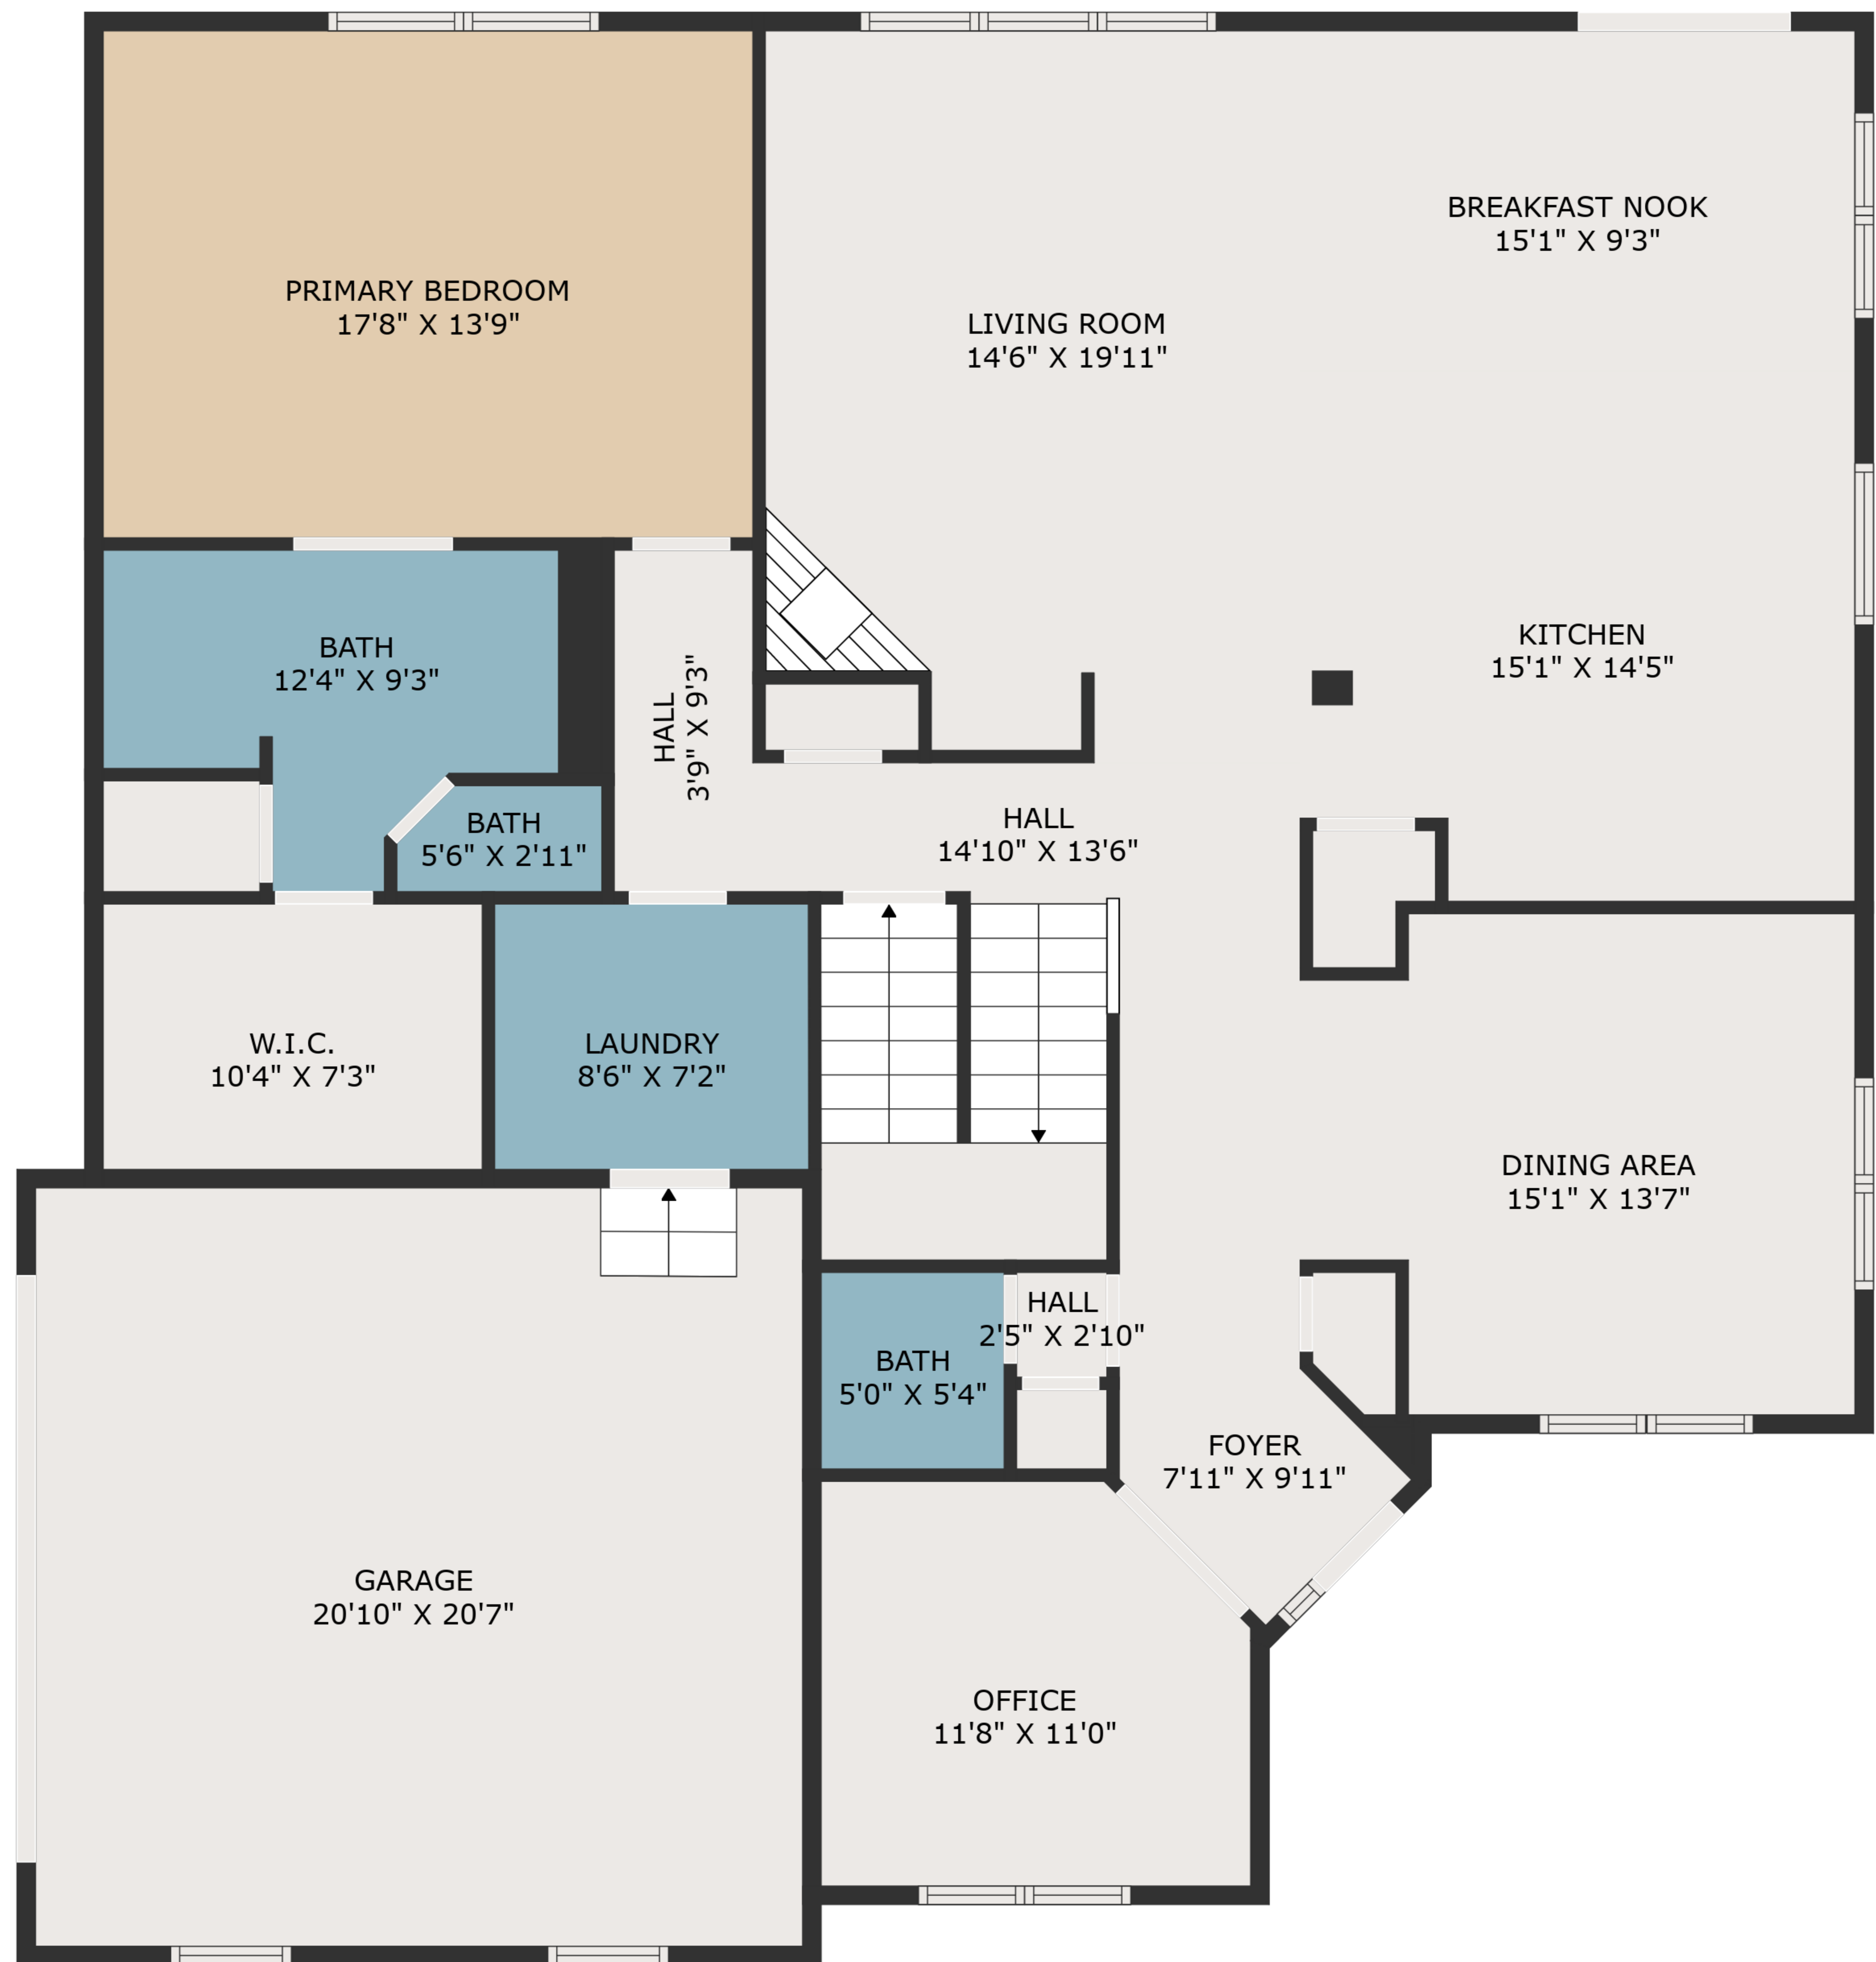 BREAKFAST NOOK
15'1" X 9'3"
PRIMARY BEDROOM
17'8" X 13'9"
LIVING ROOM
14'6" X 19'11"
BATH
12'4" X 9'3"
HALL
3'9" X 9'3"
KITCHEN
15'1" X 14'5"
BATH
5'6" X 2'11"
HALL
14'10" X 13'6"
W.I.C.
10'4" X 7'3"
LAUNDRY
8'6" X 7'2"
DINING AREA
15'1" X 13'7"
HALL
2'5" X 2'10"
BATH
5'0" X 5'4"
FOYER
7'11" X 9'11"
GARAGE
20'10" X 20'7"
OFFICE
11'8" X 11'0"